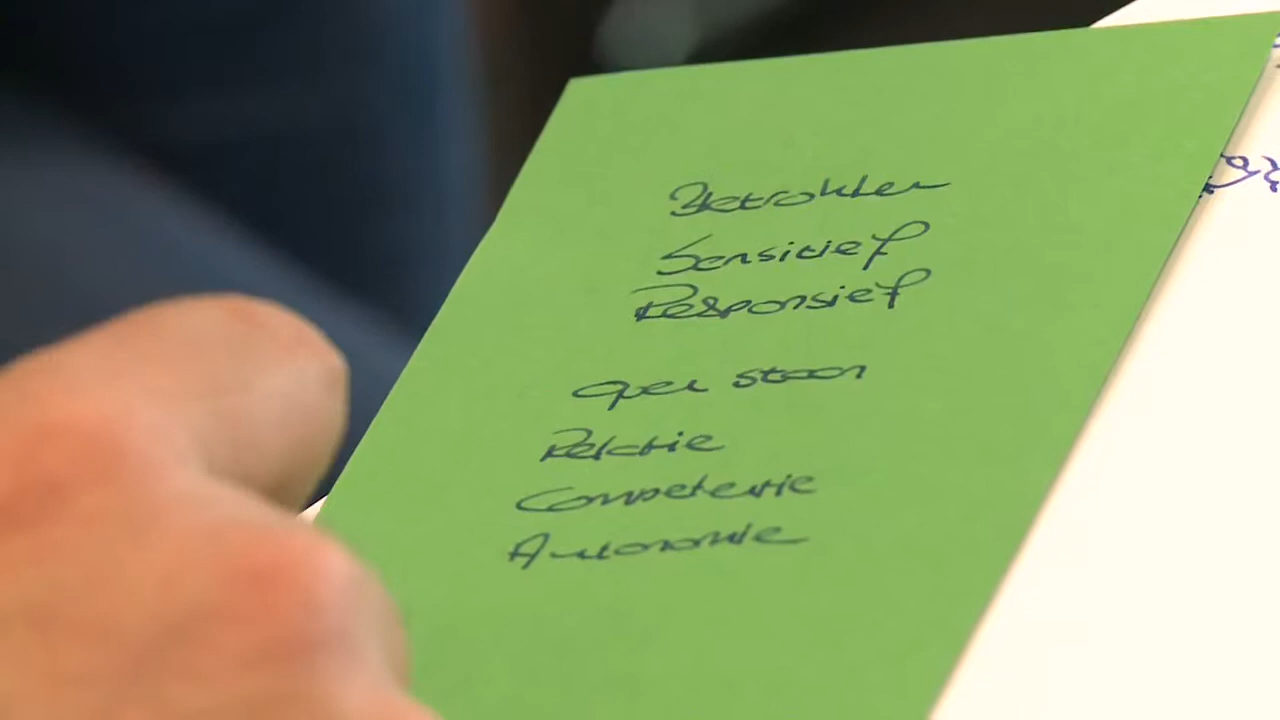 Betrokken
Sensitief
Responsief
open staan
Relatie
Competentie
Autonomie